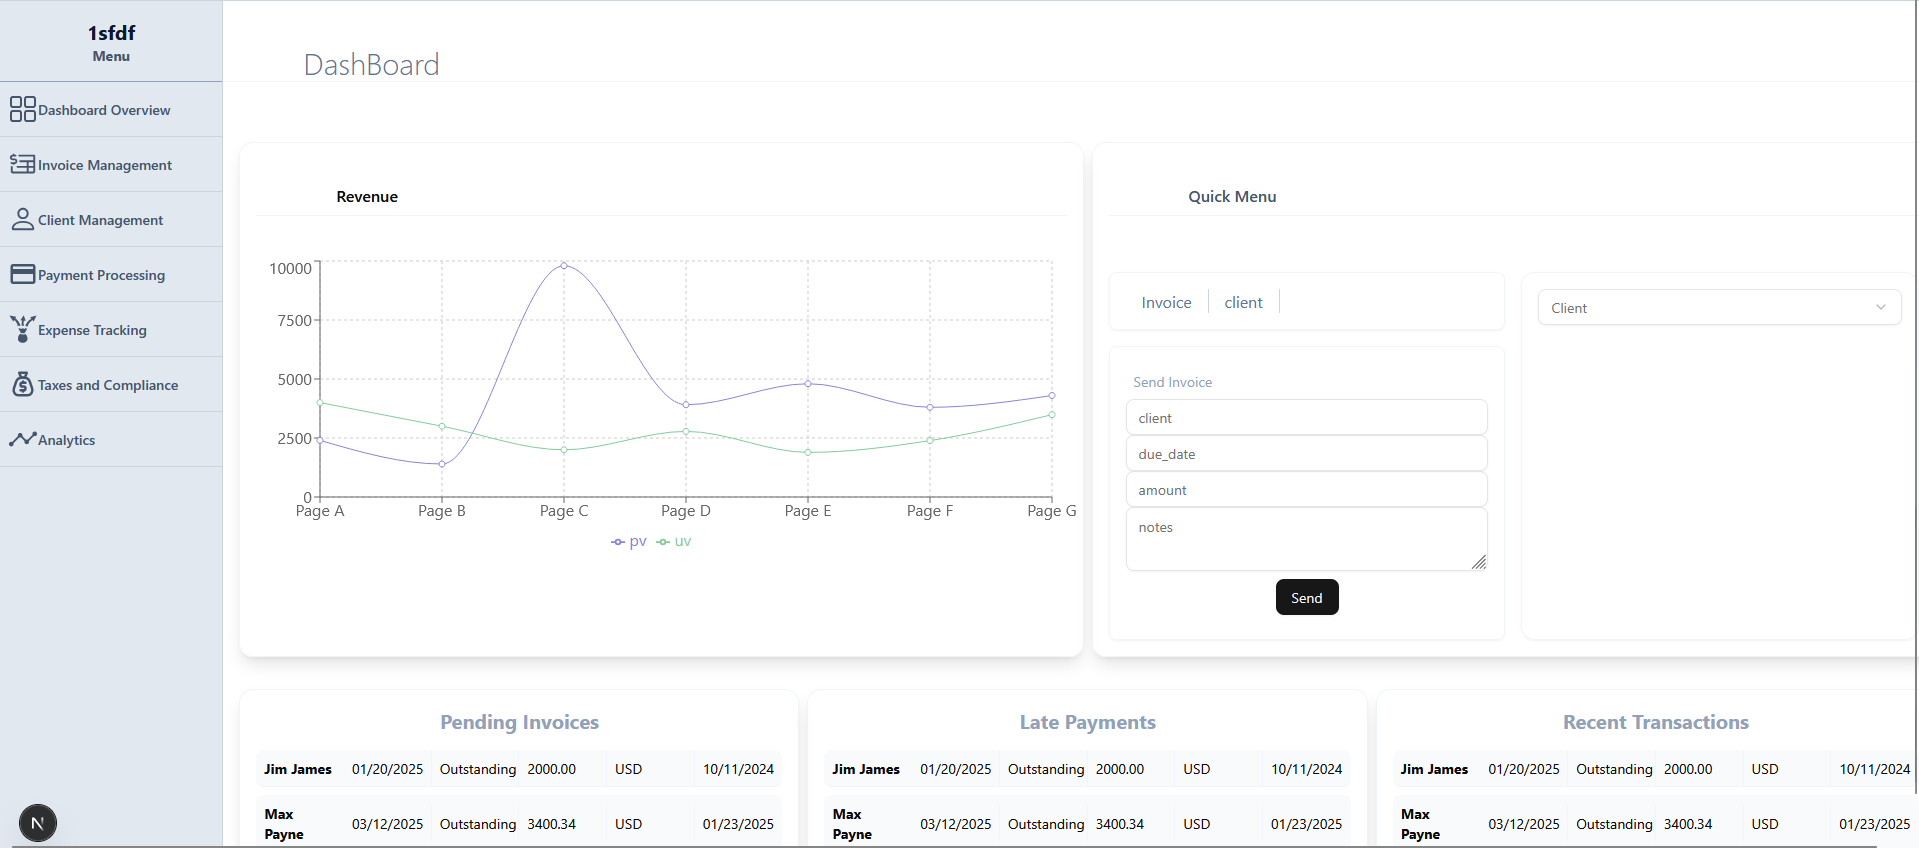 1sfdf
Menu
Dashboard Overview
Invoice Management
Client Management
Payment Processing
Expense Tracking
Taxes and Compliance
Analytics
N
DashBoard
Revenue
10000
7500
5000
2500
0
Page A Page B Page C Page D Page E Page F Page G
pv uv
Quick Menu
Invoice client
Send Invoice
client
due_date
amount
notes
Send
Client
Pending Invoices
Jim James 01/20/2025 Outstanding 2000.00 USD 10/11/2024
Max
Payne 03/12/2025 Outstanding 3400.34 USD 01/23/2025
Late Payments
Jim James 01/20/2025 Outstanding 2000.00 USD 10/11/2024
Max
Payne 03/12/2025 Outstanding 3400.34 USD 01/23/2025
Recent Transactions
Jim James 01/20/2025 Outstanding 2000.00 USD 10/11/2024
Max
Payne 03/12/2025 Outstanding 3400.34 USD 01/23/2025